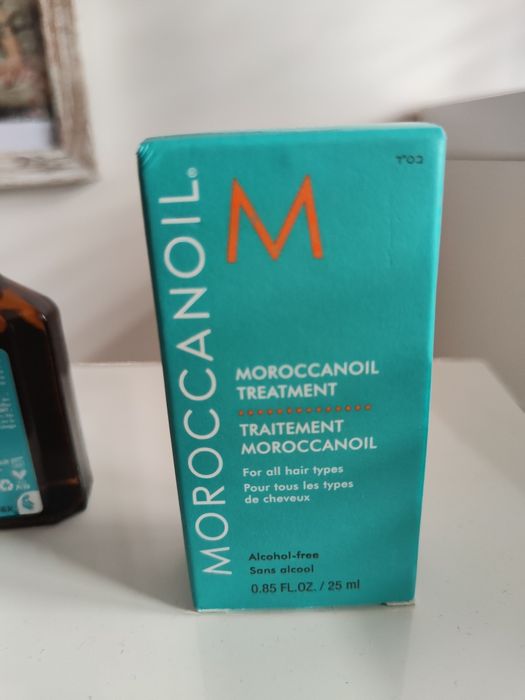 בס"ד
M
MOROCCANOIL®
MOROCCANOIL
TREATMENT
TRAITEMENT
MOROCCANOIL
For all hair types
Pour tous les types
de cheveux
Alcohol-free
Sans alcool
0.85 FL.OZ. / 25 ml